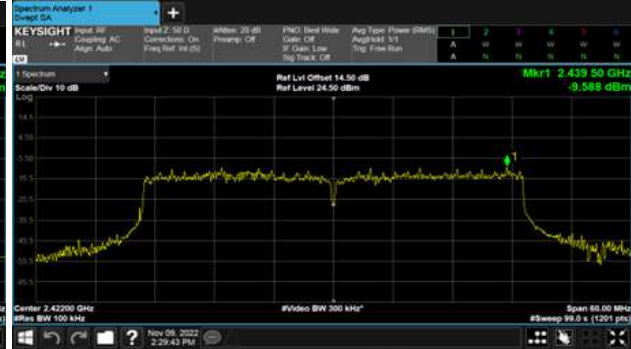 Spectrum Analyzer 1
Swept SA
+
KEYSIGHT Input: RF Input Z: 50 Ω Atten: 20 dB PNO: Best Wide Avg Type: Power (RMS) 1 2 3 4 5 6
RL Coupling: AC Corrections: On Preamp: Off Gate: Off Avg|Hold: 1/1 A W W W W W
Align: Auto Freq Ref: Int (S) IF Gain: Low Trig: Free Run
Sig Track: Off A N N N N N
LW
1 Spectrum
Ref Lvl Offset 14.50 dB Mkr1 2.439 50 GHz
Scale/Div 10 dB Ref Level 24.50 dBm -9.588 dBm
Log
14.5
4.50
-5.50
1
-15.5
-25.5
-35.5
-45.5
-55.5
-65.5
Center 2.42200 GHz #Video BW 300 kHz* Span 60.00 MHz
#Res BW 100 kHz #Sweep 99.0 s (1201 pts)
? Nov 09, 2022
2:29:43 PM